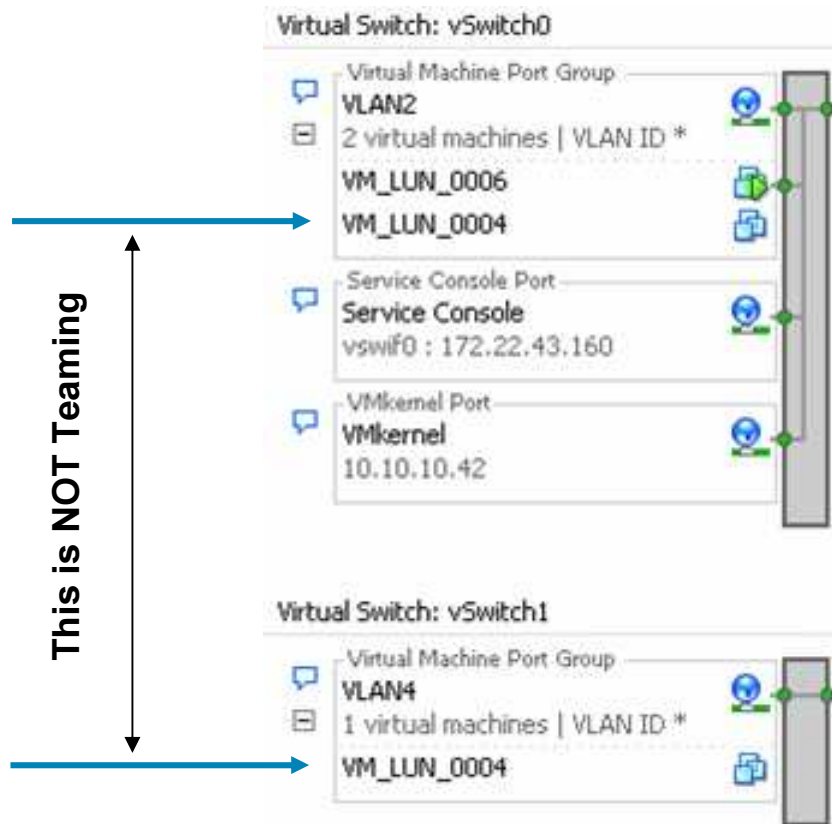 Virtual Switch: vSwitch0
Virtual Machine Port Group
VLAN2
2 virtual machines | VLAN ID *
VM_LUN_0006
VM_LUN_0004
Service Console Port
Service Console
vswif0 : 172.22.43.160
VMkernel Port
VMkernel
10.10.10.42
This is NOT Teaming
Virtual Switch: vSwitch1
Virtual Machine Port Group
VLAN4
1 virtual machines | VLAN ID *
VM_LUN_0004